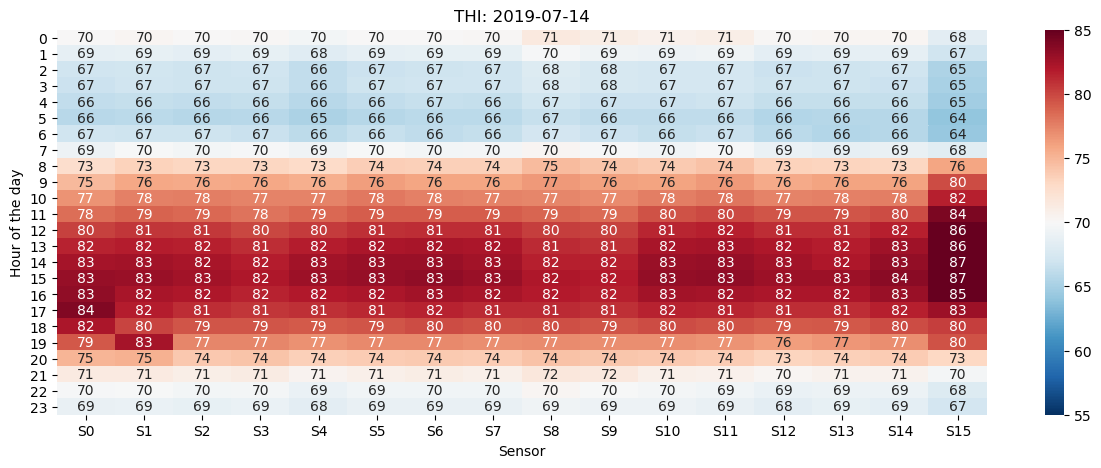 THI: 2019-07-14
0 70 70 70 70 70 70 70 70 71 71 71 71 70 70 70 68
1 69 69 69 69 68 69 69 69 70 69 69 69 69 69 69 67
2 67 67 67 67 66 67 67 67 68 68 67 67 67 67 67 65
3 67 67 67 67 66 67 67 67 68 68 67 67 67 67 67 65
4 66 66 66 66 66 66 67 66 67 67 67 67 66 66 66 65
5 66 66 66 66 65 66 66 66 67 66 66 66 66 66 66 64
6 67 67 67 67 66 66 66 66 67 67 66 67 66 66 66 64
7 69 70 70 70 69 70 70 70 70 70 70 70 69 69 69 68
8 73 73 73 73 73 74 74 74 75 74 74 74 73 73 73 76
9 75 76 76 76 76 76 76 76 77 76 76 76 76 76 76 80
10 77 78 78 77 77 78 78 77 77 77 78 78 77 78 78 82
11 78 79 79 78 79 79 79 79 79 79 80 80 79 79 80 84
12 80 81 81 80 80 81 81 81 80 80 81 82 81 81 82 86
13 82 82 82 81 82 82 82 82 81 81 82 83 82 82 83 86
14 83 83 82 82 82 83 83 83 82 82 83 83 83 82 83 87
15 83 83 83 82 83 83 83 83 82 82 83 83 83 83 84 87
16 83 82 82 82 82 82 83 82 82 82 83 82 82 82 83 85
17 84 82 81 81 81 82 82 82 81 81 82 81 81 81 82 83
18 82 80 79 79 79 79 80 80 80 79 80 80 79 79 80 80
19 79 83 77 77 77 77 77 77 77 77 77 77 76 77 77 80
20 75 75 74 74 74 74 74 74 74 74 74 74 73 74 74 73
21 71 71 71 71 71 71 71 71 72 72 71 71 70 71 71 70
22 70 70 70 70 69 69 70 70 70 70 70 69 69 69 69 68
23 69 69 69 69 68 69 69 69 69 69 69 69 68 69 69 67
S0 S1 S2 S3 S4 S5 S6 S7 S8 S9 S10 S11 S12 S13 S14 S15
Sensor
Hour of the day
85
80
75
70
65
60
55